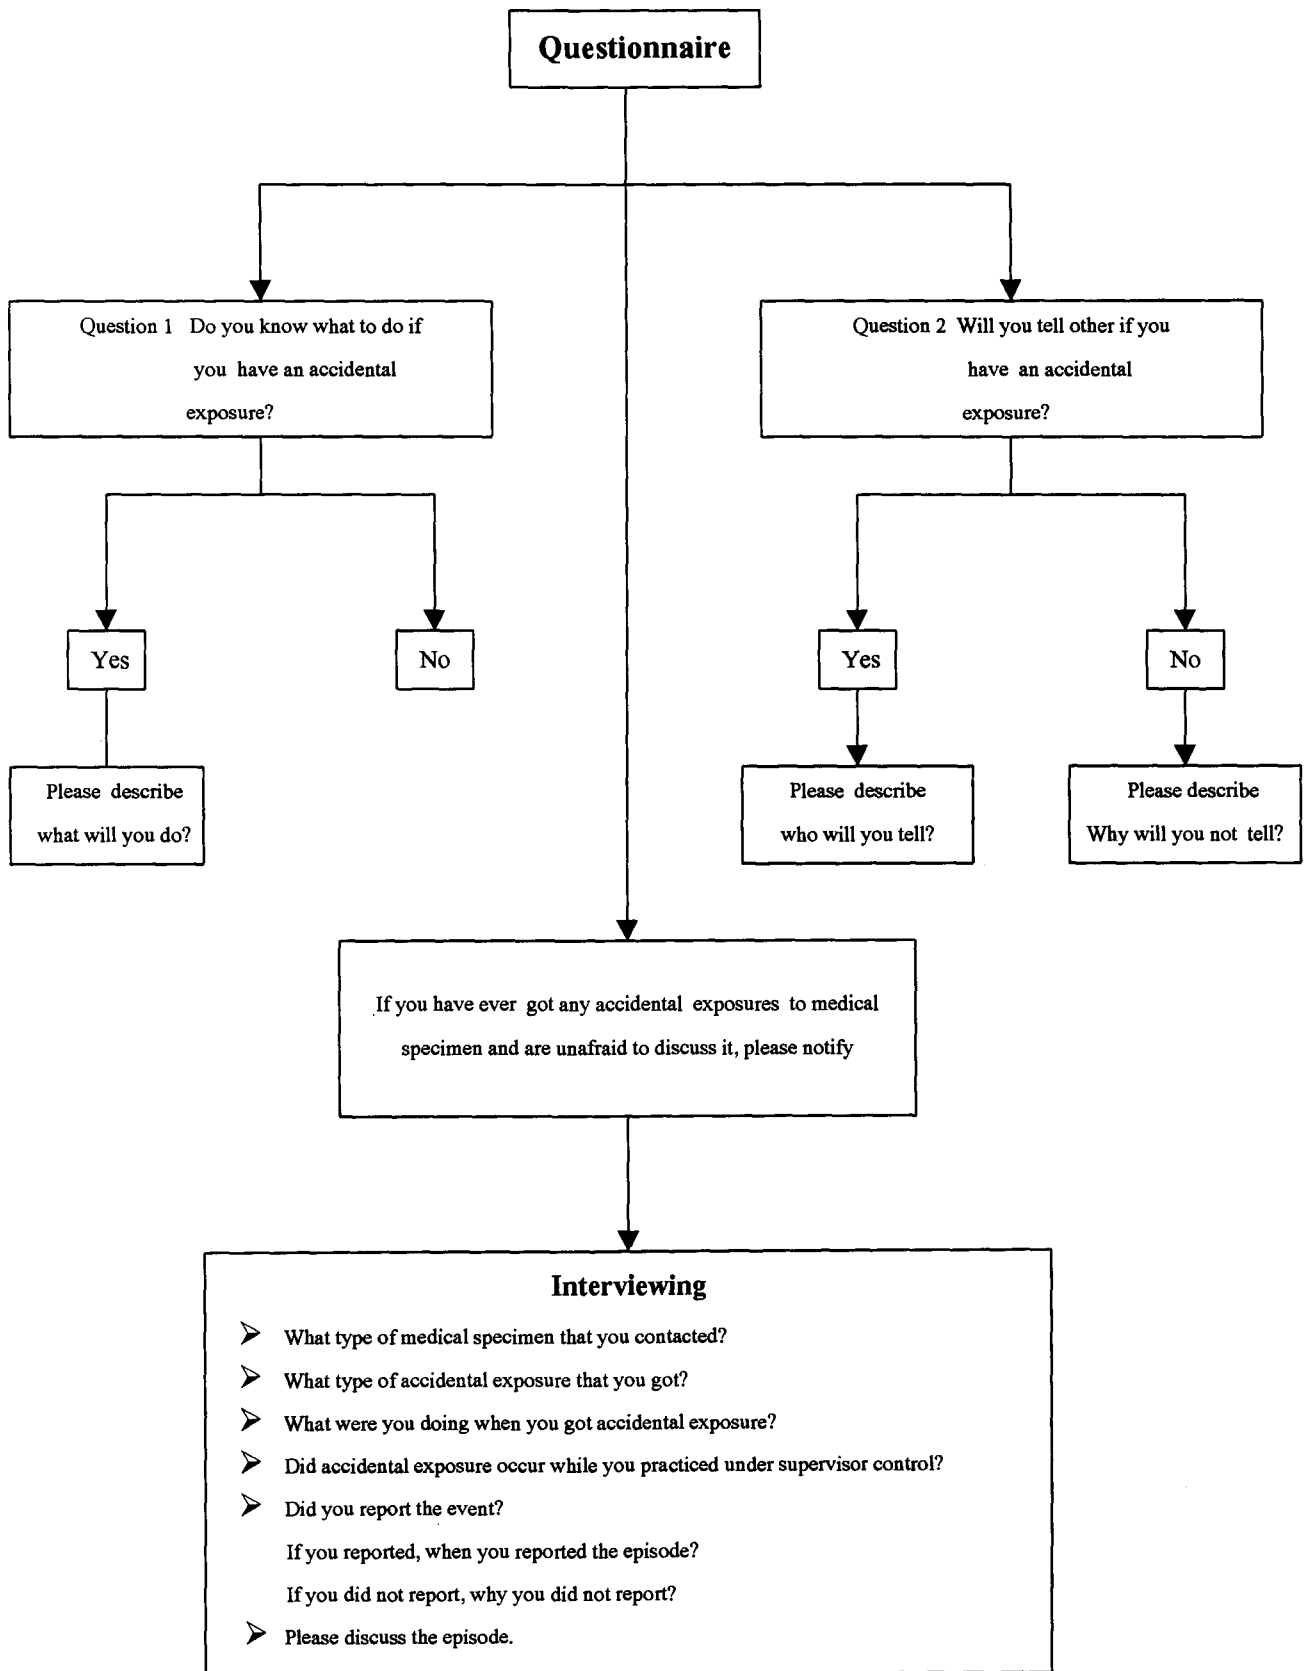 Questionnaire
Question 1 Do you know what to do if
you have an accidental
exposure?
Question 2 Will you tell other if you
have an accidental
exposure?
Yes
No
Yes
No
Please describe
what will you do?
Please describe
who will you tell?
Please describe
Why will you not tell?
If you have ever got any accidental exposures to medical
specimen and are unafraid to discuss it, please notify
Interviewing
➢ What type of medical specimen that you contacted?
➢ What type of accidental exposure that you got?
➢ What were you doing when you got accidental exposure?
➢ Did accidental exposure occur while you practiced under supervisor control?
➢ Did you report the event?
If you reported, when you reported the episode?
If you did not report, why you did not report?
➢ Please discuss the episode.